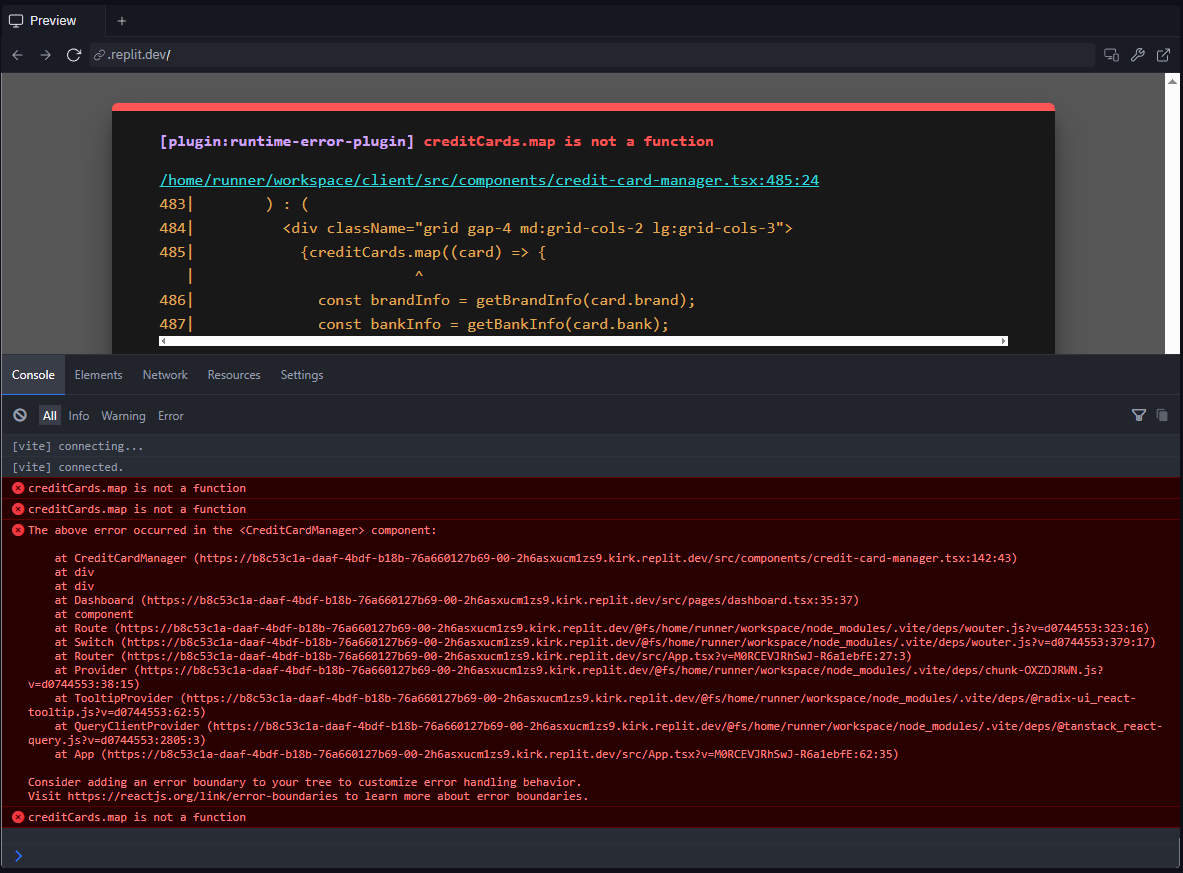 Preview
.replit.dev/
[plugin:runtime-error-plugin] creditCards.map is not a function
/home/runner/workspace/client/src/components/credit-card-manager.tsx:485:24
483|        ) : (
484|          <div className="grid gap-4 md:grid-cols-2 lg:grid-cols-3">
485|            {creditCards.map((card) => {
   |                         ^
486|              const brandInfo = getBrandInfo(card.brand);
487|              const bankInfo = getBankInfo(card.bank);
Console Elements Network Resources Settings
All Info Warning Error
[vite] connecting...
[vite] connected.
creditCards.map is not a function
creditCards.map is not a function
The above error occurred in the <CreditCardManager> component:
at CreditCardManager (https://b8c53c1a-daaf-4bdf-b18b-76a660127b69-00-2h6asxucm1zs9.kirk.replit.dev/src/components/credit-card-manager.tsx:142:43)
at div
at div
at Dashboard (https://b8c53c1a-daaf-4bdf-b18b-76a660127b69-00-2h6asxucm1zs9.kirk.replit.dev/src/pages/dashboard.tsx:35:37)
at component
at Route (https://b8c53c1a-daaf-4bdf-b18b-76a660127b69-00-2h6asxucm1zs9.kirk.replit.dev/@fs/home/runner/workspace/node_modules/.vite/deps/wouter.js?v=d0744553:323:16)
at Switch (https://b8c53c1a-daaf-4bdf-b18b-76a660127b69-00-2h6asxucm1zs9.kirk.replit.dev/@fs/home/runner/workspace/node_modules/.vite/deps/wouter.js?v=d0744553:379:17)
at Router (https://b8c53c1a-daaf-4bdf-b18b-76a660127b69-00-2h6asxucm1zs9.kirk.replit.dev/src/App.tsx?v=M0RCEVJRhSwJ-R6a1ebfE:27:3)
at Provider (https://b8c53c1a-daaf-4bdf-b18b-76a660127b69-00-2h6asxucm1zs9.kirk.replit.dev/@fs/home/runner/workspace/node_modules/.vite/deps/chunk-OXZDJRWN.js?
v=d0744553:38:15)
at TooltipProvider (https://b8c53c1a-daaf-4bdf-b18b-76a660127b69-00-2h6asxucm1zs9.kirk.replit.dev/@fs/home/runner/workspace/node_modules/.vite/deps/@radix-ui_react-
tooltip.js?v=d0744553:62:5)
at QueryClientProvider (https://b8c53c1a-daaf-4bdf-b18b-76a660127b69-00-2h6asxucm1zs9.kirk.replit.dev/@fs/home/runner/workspace/node_modules/.vite/deps/@tanstack_react-
query.js?v=d0744553:2805:3)
at App (https://b8c53c1a-daaf-4bdf-b18b-76a660127b69-00-2h6asxucm1zs9.kirk.replit.dev/src/App.tsx?v=M0RCEVJRhSwJ-R6a1ebfE:62:35)
Consider adding an error boundary to your tree to customize error handling behavior.
Visit https://reactjs.org/link/error-boundaries to learn more about error boundaries.
creditCards.map is not a function